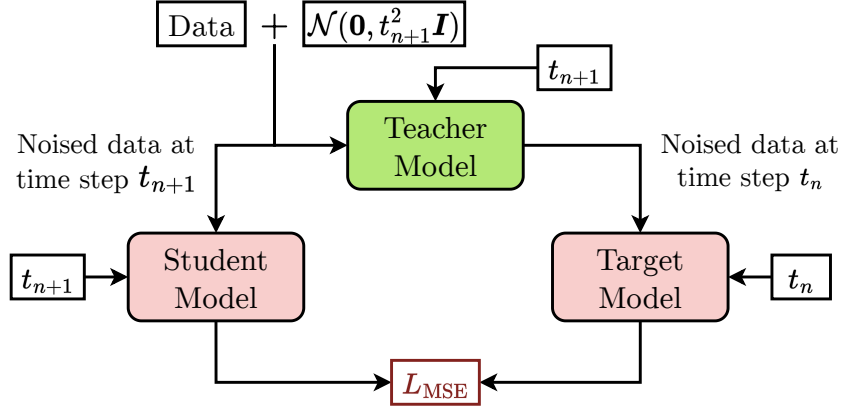 Data + 𝒩(𝟎, t²ₙ₊₁𝑰)
tₙ₊₁
Teacher
Model
Noised data at
time step tₙ₊₁
Noised data at
time step tₙ
Student
Model
Target
Model
tₙ₊₁
tₙ
L_MSE